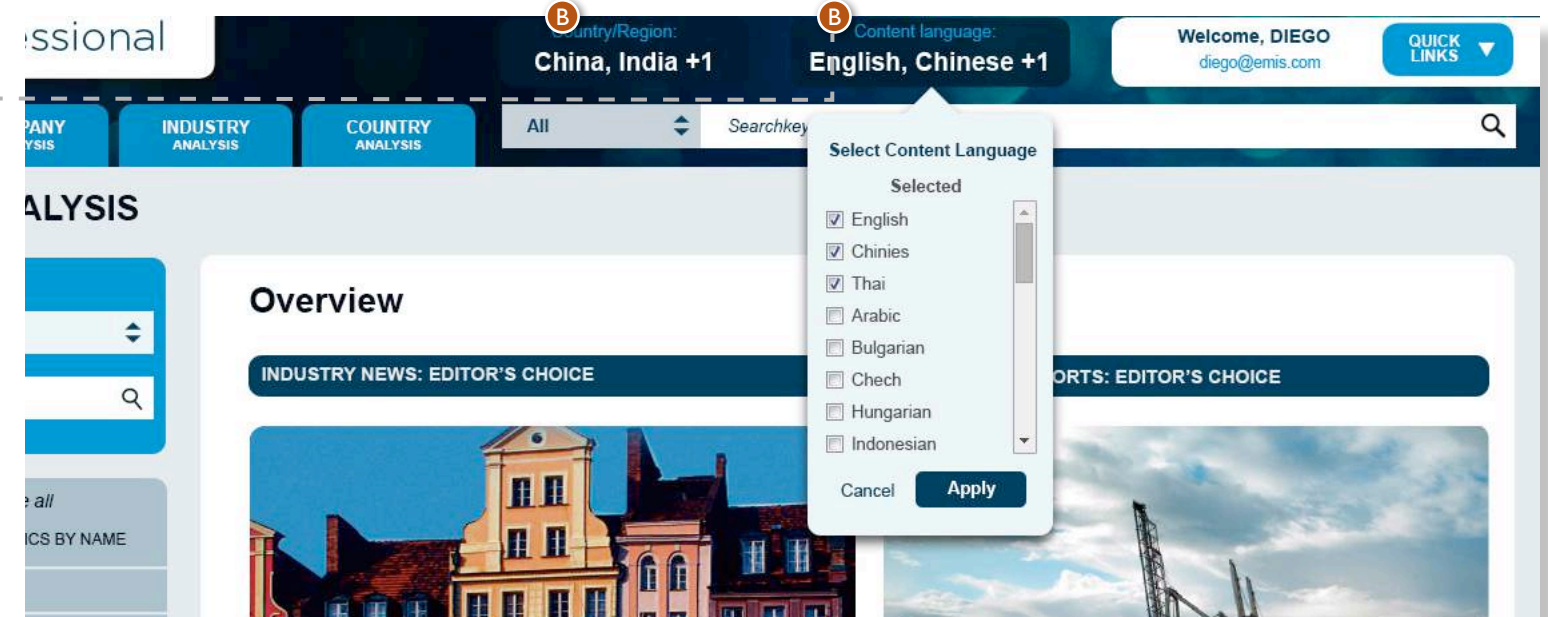 ssional
B
Country/Region:
China, India +1
B
Content language:
English, Chinese +1
Welcome, DIEGO
diego@emis.com
QUICK
LINKS
PANY
YSIS
INDUSTRY
ANALYSIS
COUNTRY
ANALYSIS
All
Searchkey
Select Content Language
Selected
English
Chinies
Thai
Arabic
Bulgarian
Chech
Hungarian
Indonesian
Cancel
Apply
ALYSIS
Overview
INDUSTRY NEWS: EDITOR'S CHOICE
ORTS: EDITOR'S CHOICE
e all
ICS BY NAME